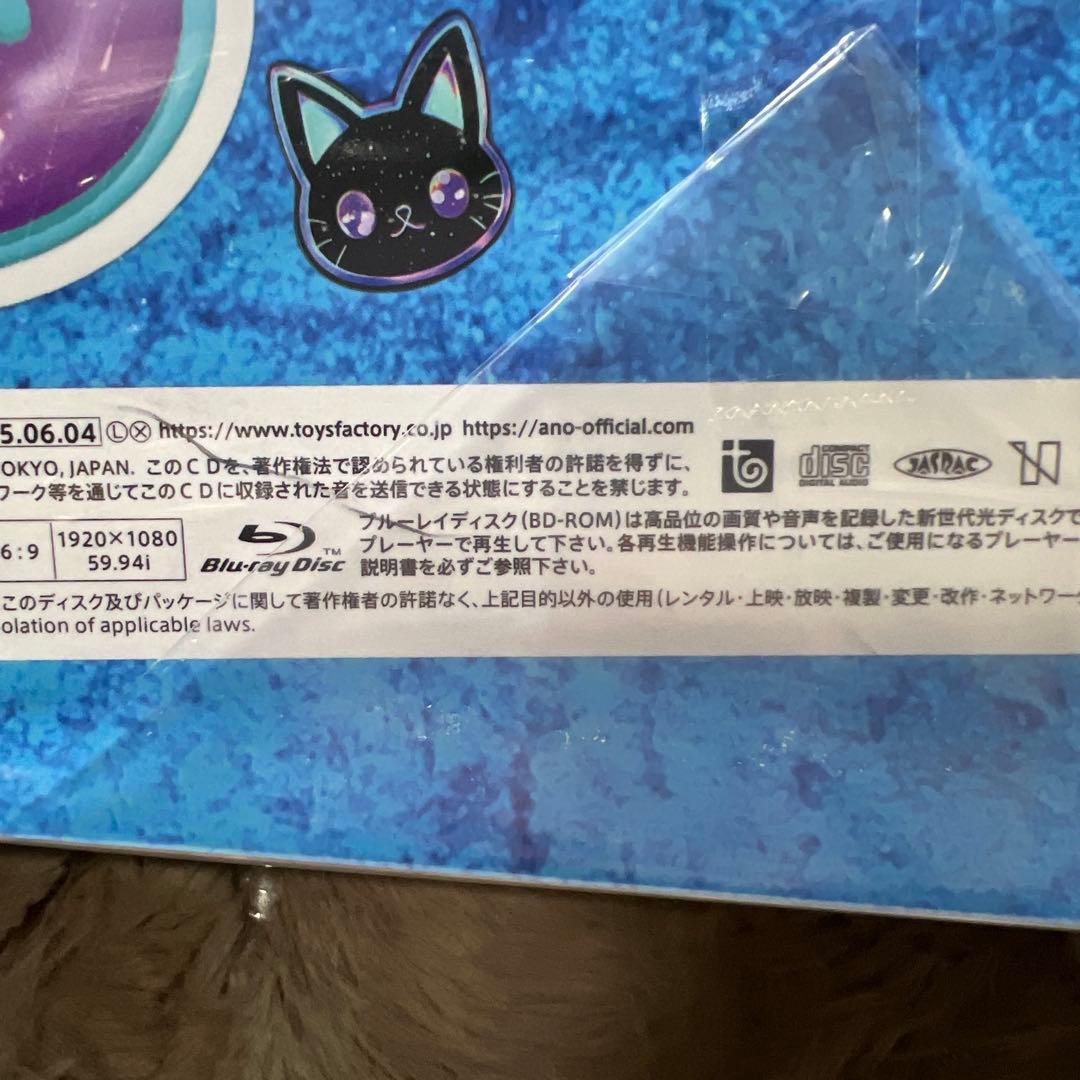 5.06.04 Ⓛ Ⓧ https://www.toysfactory.co.jp https://ano-official.com
OKYO, JAPAN. このCDを、著作権法で認められている権利者の許諾を得ずに、
ワーク等を通じてこのCDに収録された音を送信できる状態にすることを禁じます。
COMPACT
disc
DIGITAL AUDIO
JASRAC
6:9
1920×1080
59.94i
Blu-ray Disc™
ブルーレイディスク(BD-ROM)は高品位の画質や音声を記録した新世代光ディスクで
プレーヤーで再生して下さい。各再生機能操作については、ご使用になるプレーヤー
説明書を必ずご参照下さい。
このディスク及びパッケージに関して著作権者の許諾なく、上記目的以外の使用(レンタル・上映・放映・複製・変更・改作・ネットワーク
olation of applicable laws.